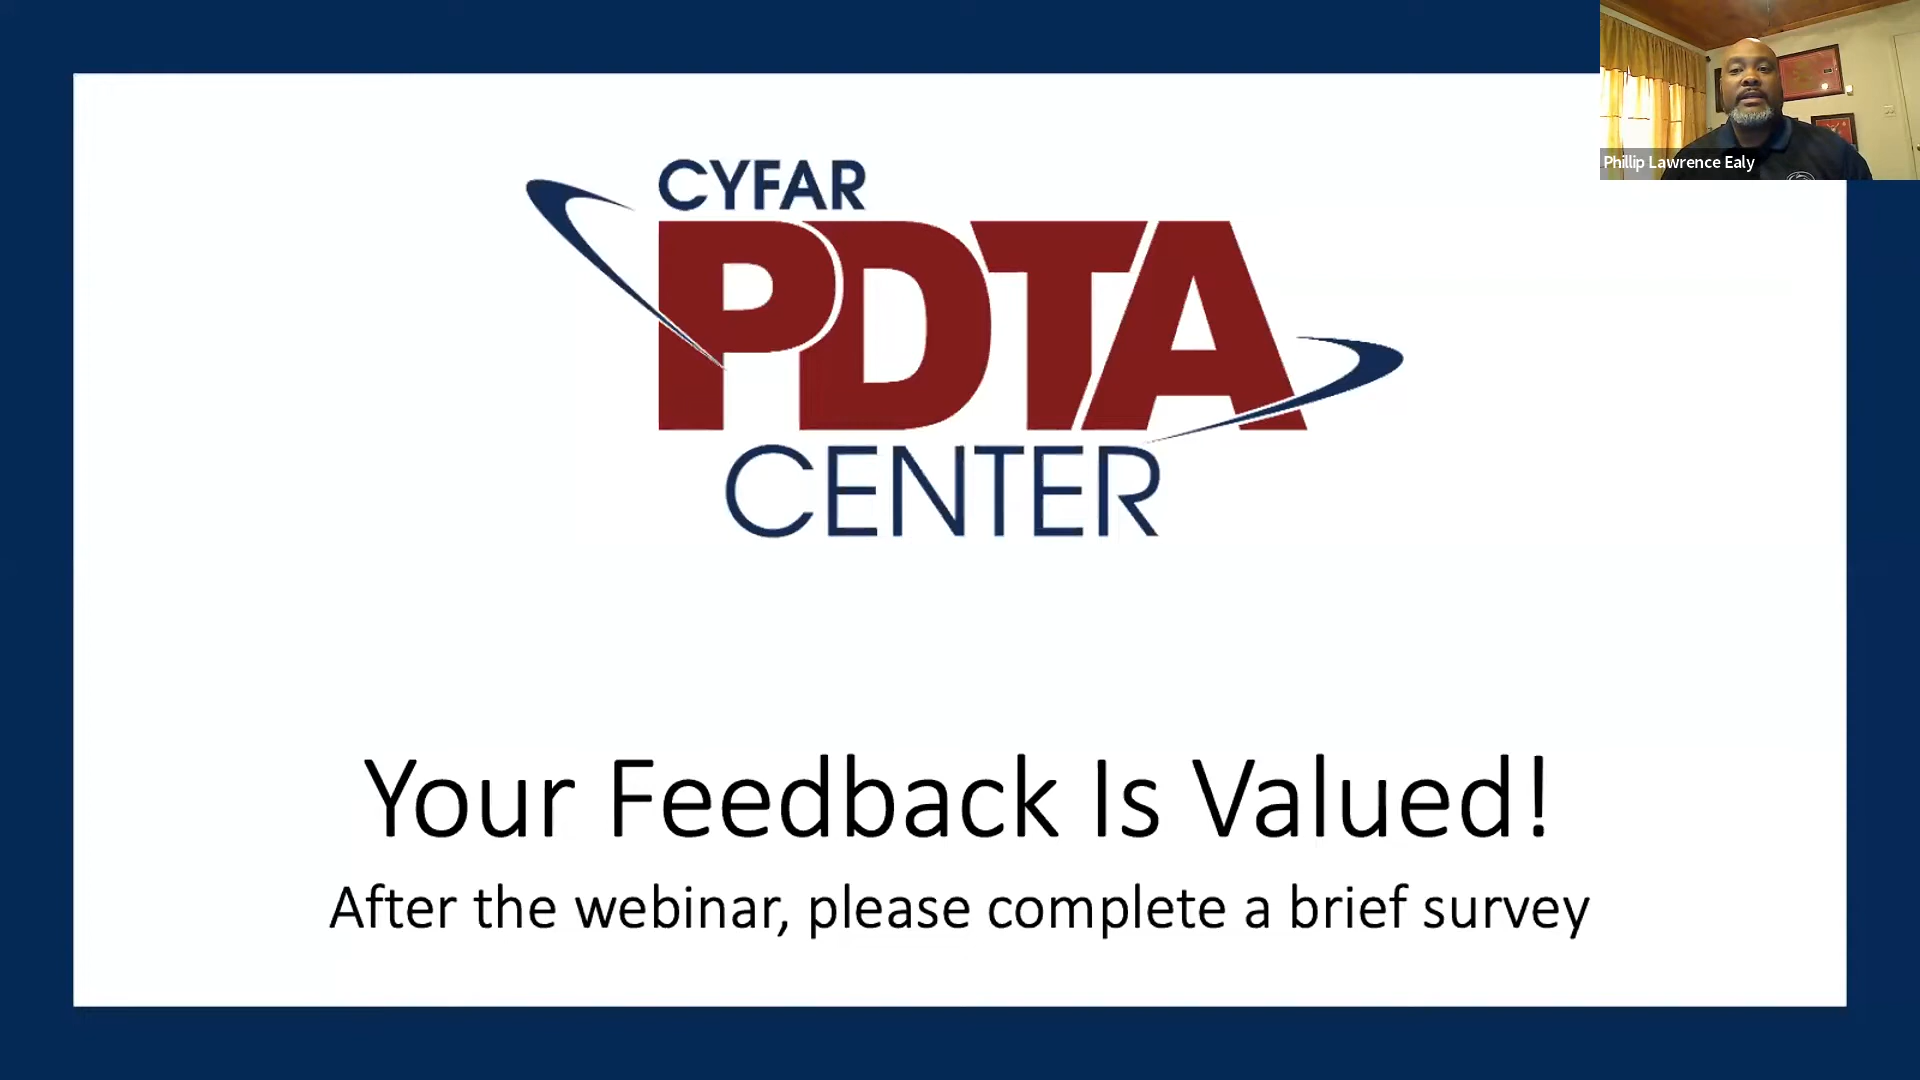 CYFAR
PDTA
CENTER
Phillip Lawrence Ealy
Your Feedback Is Valued!
After the webinar, please complete a brief survey